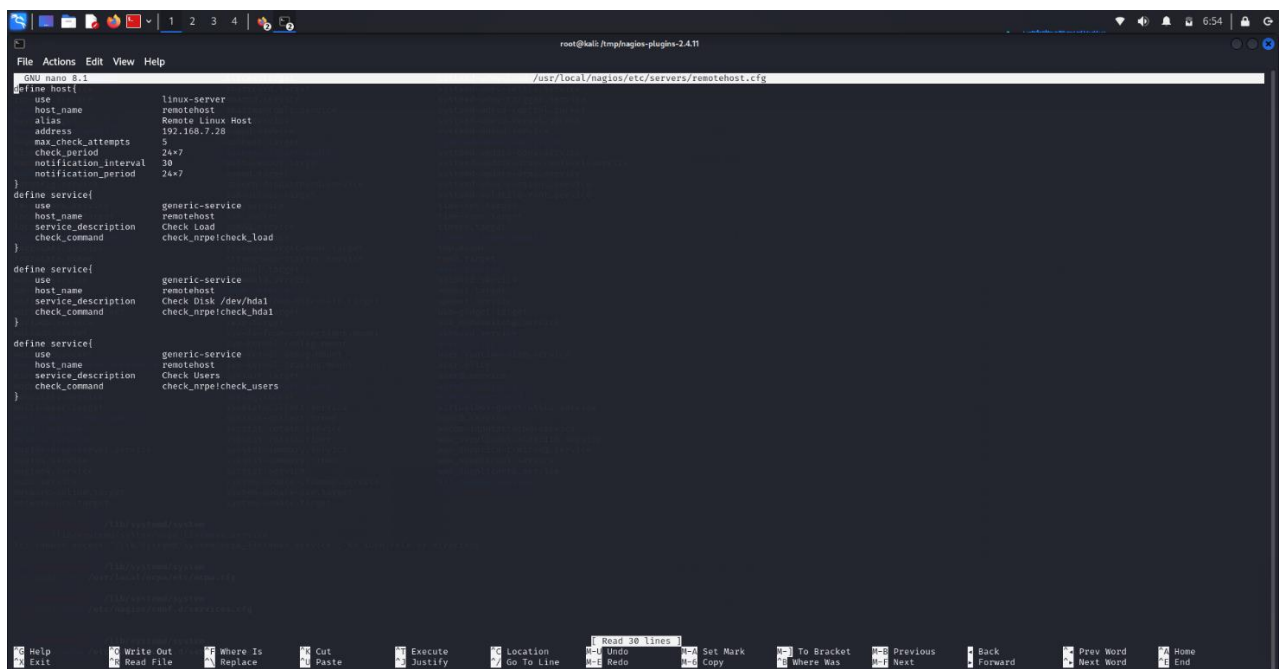 1 2 3 4
6:54
root@kali: /tmp/nagios-plugins-2.4.11
File Actions Edit View Help
GNU nano 8.1 /usr/local/nagios/etc/servers/remotehost.cfg
define host{
use linux-server
host_name remotehost
alias Remote Linux Host
address 192.168.7.28
max_check_attempts 5
check_period 24×7
notification_interval 30
notification_period 24×7
}
define service{
use generic-service
host_name remotehost
service_description Check Load
check_command check_nrpe!check_load
}
define service{
use generic-service
host_name remotehost
service_description Check Disk /dev/hda1
check_command check_nrpe!check_hda1
}
define service{
use generic-service
host_name remotehost
service_description Check Users
check_command check_nrpe!check_users
}
[ Read 30 lines ]
^G Help ^O Write Out ^F Where Is ^K Cut ^T Execute ^C Location M-U Undo M-A Set Mark M-] To Bracket M-B Previous ◂ Back ^◂ Prev Word ^A Home
^X Exit ^R Read File ^\ Replace ^U Paste ^J Justify ^/ Go To Line M-E Redo M-6 Copy ^B Where Was M-F Next ▸ Forward ^▸ Next Word ^E End